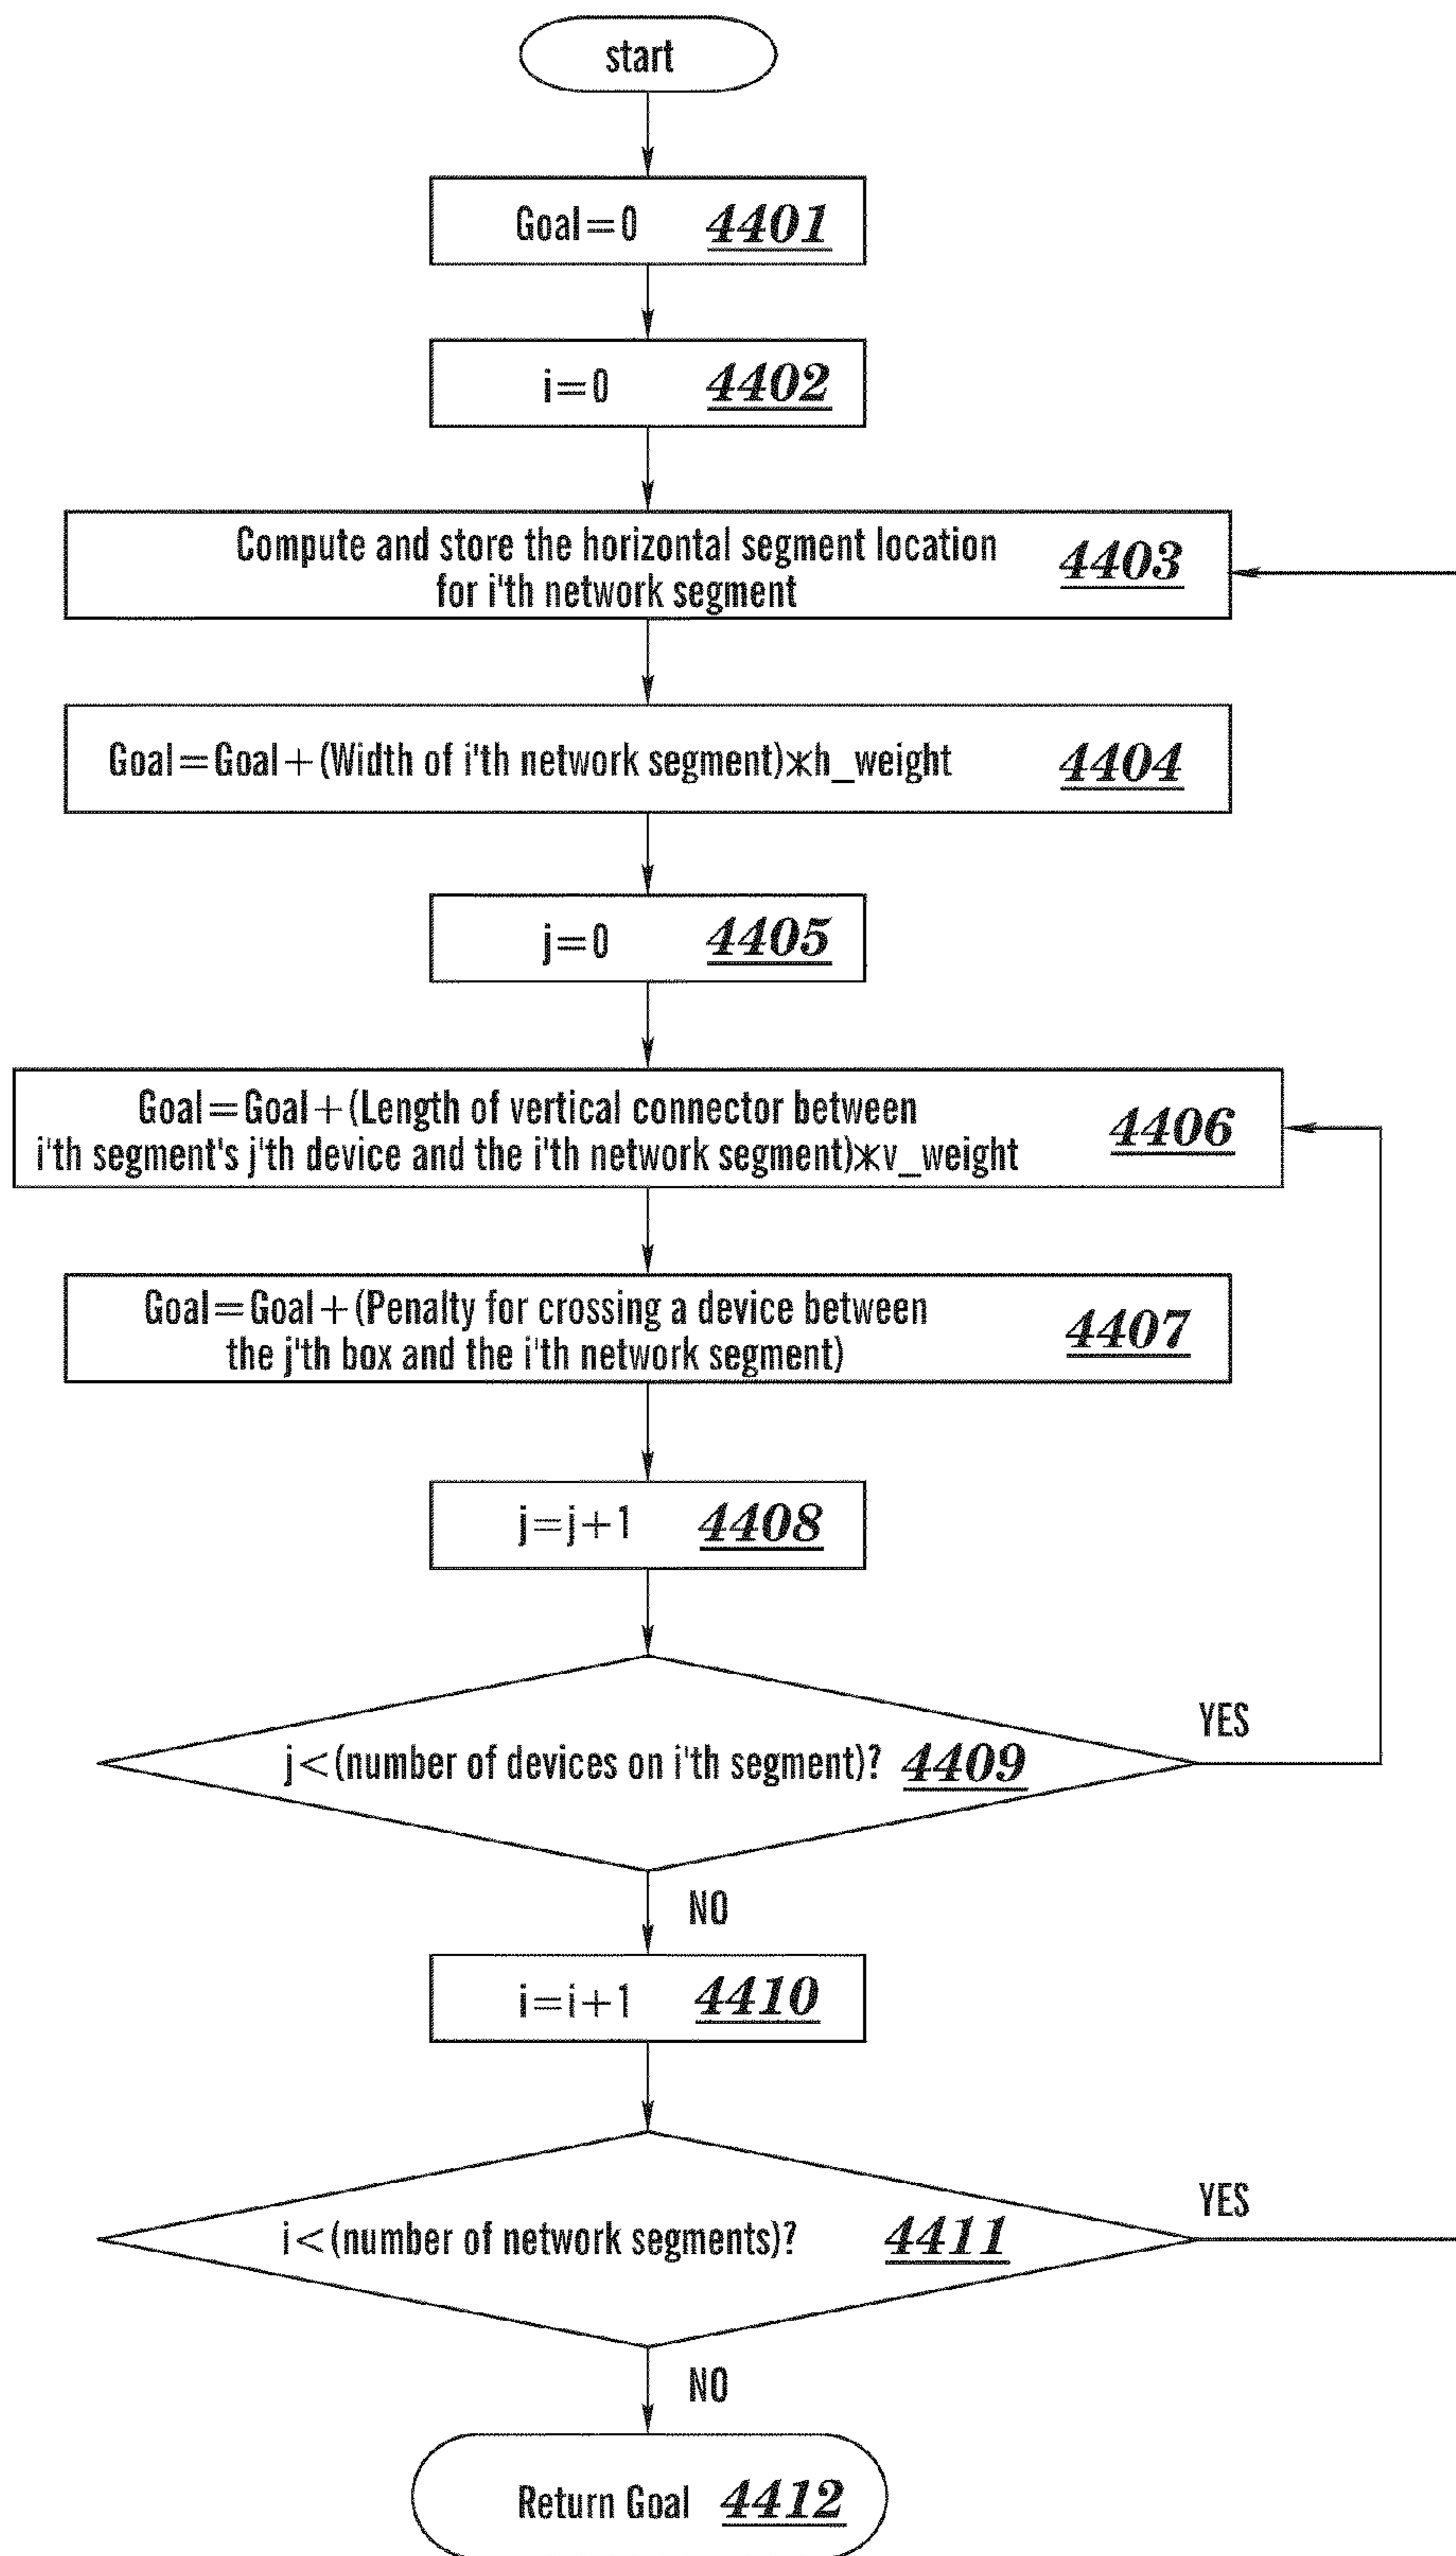 start
Goal=0 4401
i=0 4402
Compute and store the horizontal segment location
for i'th network segment 4403
Goal=Goal+(Width of i'th network segment)*h_weight 4404
j=0 4405
Goal=Goal+(Length of vertical connector between
i'th segment's j'th device and the i'th network segment)*v_weight 4406
Goal=Goal+(Penalty for crossing a device between
the j'th box and the i'th network segment) 4407
j=j+1 4408
YES
j<(number of devices on i'th segment)? 4409
NO
i=i+1 4410
YES
i<(number of network segments)? 4411
NO
Return Goal 4412